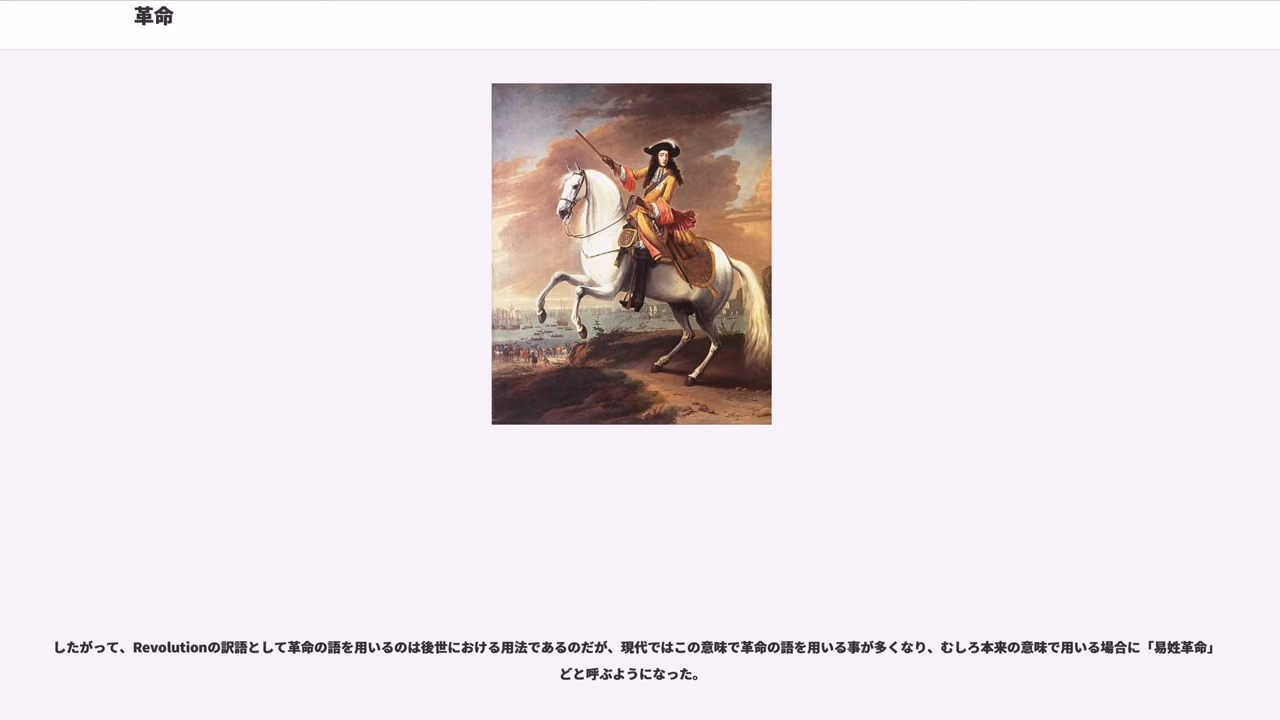 革命
したがって、Revolutionの訳語として革命の語を用いるのは後世における用法であるのだが、現代ではこの意味で革命の語を用いる事が多くなり、むしろ本来の意味で用いる場合に「易姓革命」
どと呼ぶようになった。